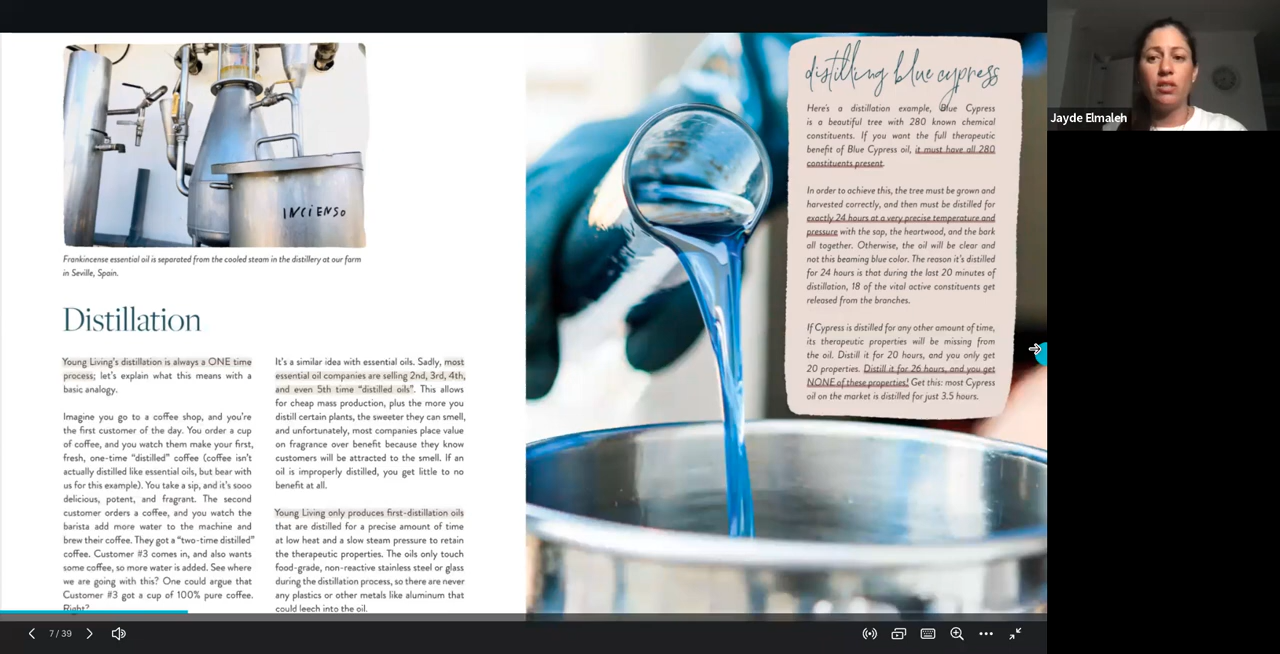 INCIENSO
Frankincense essential oil is separated from the cooled steam in the distillery at our farm
in Seville, Spain.
Distillation
Young Living's distillation is always a ONE time
process; let's explain what this means with a
basic analogy.
Imagine you go to a coffee shop, and you're
the first customer of the day. You order a cup
of coffee, and you watch them make your first,
fresh, one-time "distilled" coffee (coffee isn't
actually distilled like essential oils, but bear with
us for this example). You take a sip, and it's sooo
delicious, potent, and fragrant. The second
customer orders a coffee, and you watch the
barista add more water to the machine and
brew their coffee. They got a "two-time distilled"
coffee. Customer #3 comes in, and also wants
some coffee, so more water is added. See where
we are going with this? One could argue that
Customer #3 got a cup of 100% pure coffee.
Right?
It's a similar idea with essential oils. Sadly, most
essential oil companies are selling 2nd, 3rd, 4th,
and even 5th time "distilled oils". This allows
for cheap mass production, plus the more you
distill certain plants, the sweeter they can smell,
and unfortunately, most companies place value
on fragrance over benefit because they know
customers will be attracted to the smell. If an
oil is improperly distilled, you get little to no
benefit at all.
Young Living only produces first-distillation oils
that are distilled for a precise amount of time
at low heat and a slow steam pressure to retain
the therapeutic properties. The oils only touch
food-grade, non-reactive stainless steel or glass
during the distillation process, so there are never
any plastics or other metals like aluminum that
could leech into the oil.
distilling blue cypress
Here's a distillation example, Blue Cypress
is a beautiful tree with 280 known chemical
constituents. If you want the full therapeutic
benefit of Blue Cypress oil, it must have all 280
constituents present.
In order to achieve this, the tree must be grown and
harvested correctly, and then must be distilled for
exactly 24 hours at a very precise temperature and
pressure with the sap, the heartwood, and the bark
all together. Otherwise, the oil will be clear and
not this beaming blue color. The reason it's distilled
for 24 hours is that during the last 20 minutes of
distillation, 18 of the vital active constituents get
released from the branches.
If Cypress is distilled for any other amount of time,
its therapeutic properties will be missing from
the oil. Distill it for 20 hours, and you only get
20 properties. Distill it for 26 hours, and you get
NONE of these properties! Get this: most Cypress
oil on the market is distilled for just 3.5 hours.
Jayde Elmaleh
7 / 39